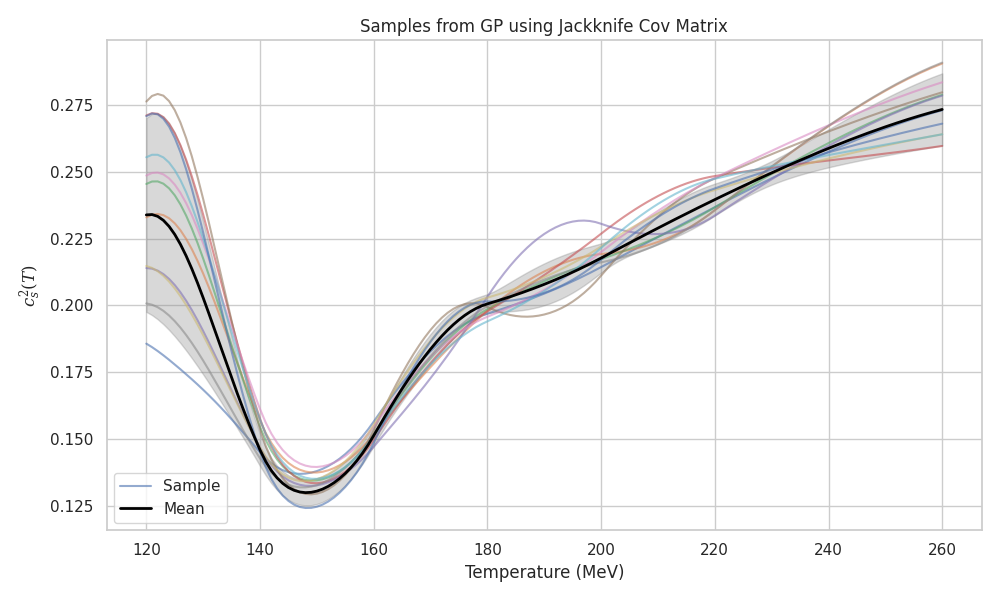 Samples from GP using Jackknife Cov Matrix
c_s^2(T)
0.275
0.250
0.225
0.200
0.175
0.150
0.125
Sample
Mean
120 140 160 180 200 220 240 260
Temperature (MeV)